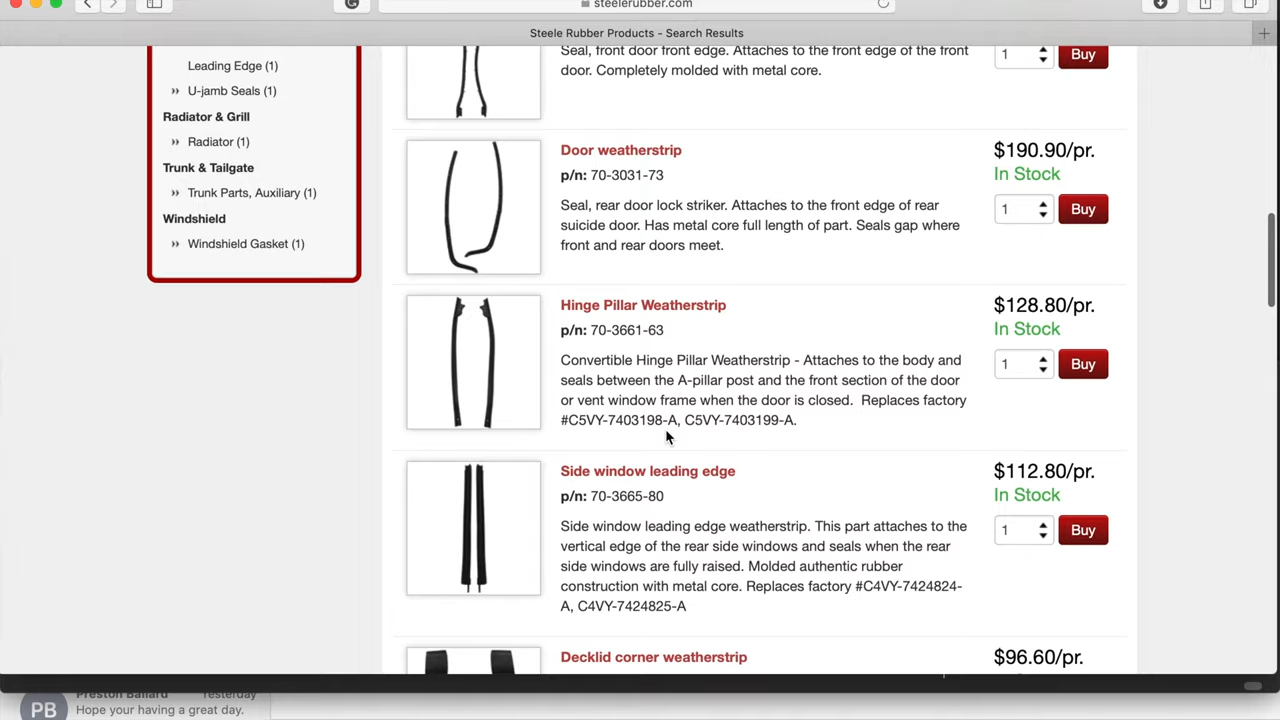 steelerubber.com
Steele Rubber Products - Search Results
Leading Edge (1)
U-jamb Seals (1)
Radiator & Grill
Radiator (1)
Trunk & Tailgate
Trunk Parts, Auxiliary (1)
Windshield
Windshield Gasket (1)
Seal, front door front edge. Attaches to the front edge of the front
door. Completely molded with metal core.
1
Buy
Door weatherstrip
p/n: 70-3031-73
Seal, rear door lock striker. Attaches to the front edge of rear
suicide door. Has metal core full length of part. Seals gap where
front and rear doors meet.
$190.90/pr.
In Stock
1
Buy
Hinge Pillar Weatherstrip
p/n: 70-3661-63
Convertible Hinge Pillar Weatherstrip - Attaches to the body and
seals between the A-pillar post and the front section of the door
or vent window frame when the door is closed. Replaces factory
#C5VY-7403198-A, C5VY-7403199-A.
$128.80/pr.
In Stock
1
Buy
Side window leading edge
p/n: 70-3665-80
Side window leading edge weatherstrip. This part attaches to the
vertical edge of the rear side windows and seals when the rear
side windows are fully raised. Molded authentic rubber
construction with metal core. Replaces factory #C4VY-7424824-
A, C4VY-7424825-A
$112.80/pr.
In Stock
1
Buy
Decklid corner weatherstrip
$96.60/pr.
PB
Preston Ballard
Yesterday
Hope your having a great day.